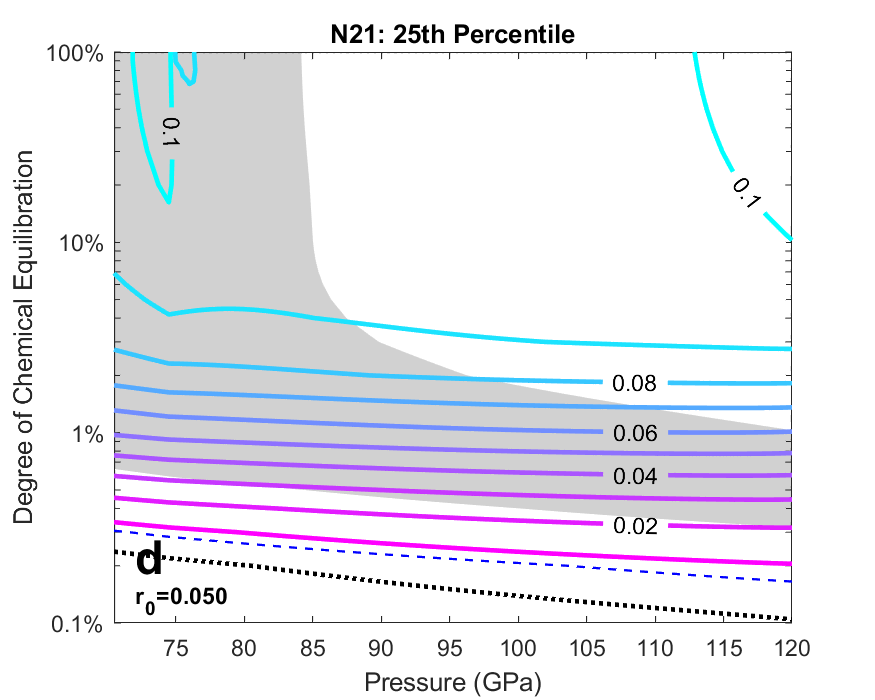 N21: 25th Percentile
100%
10%
1%
0.1%
Degree of Chemical Equilibration
0.1
0.1
0.08
0.06
0.04
0.02
d
r0=0.050
75 80 85 90 95 100 105 110 115 120
Pressure (GPa)